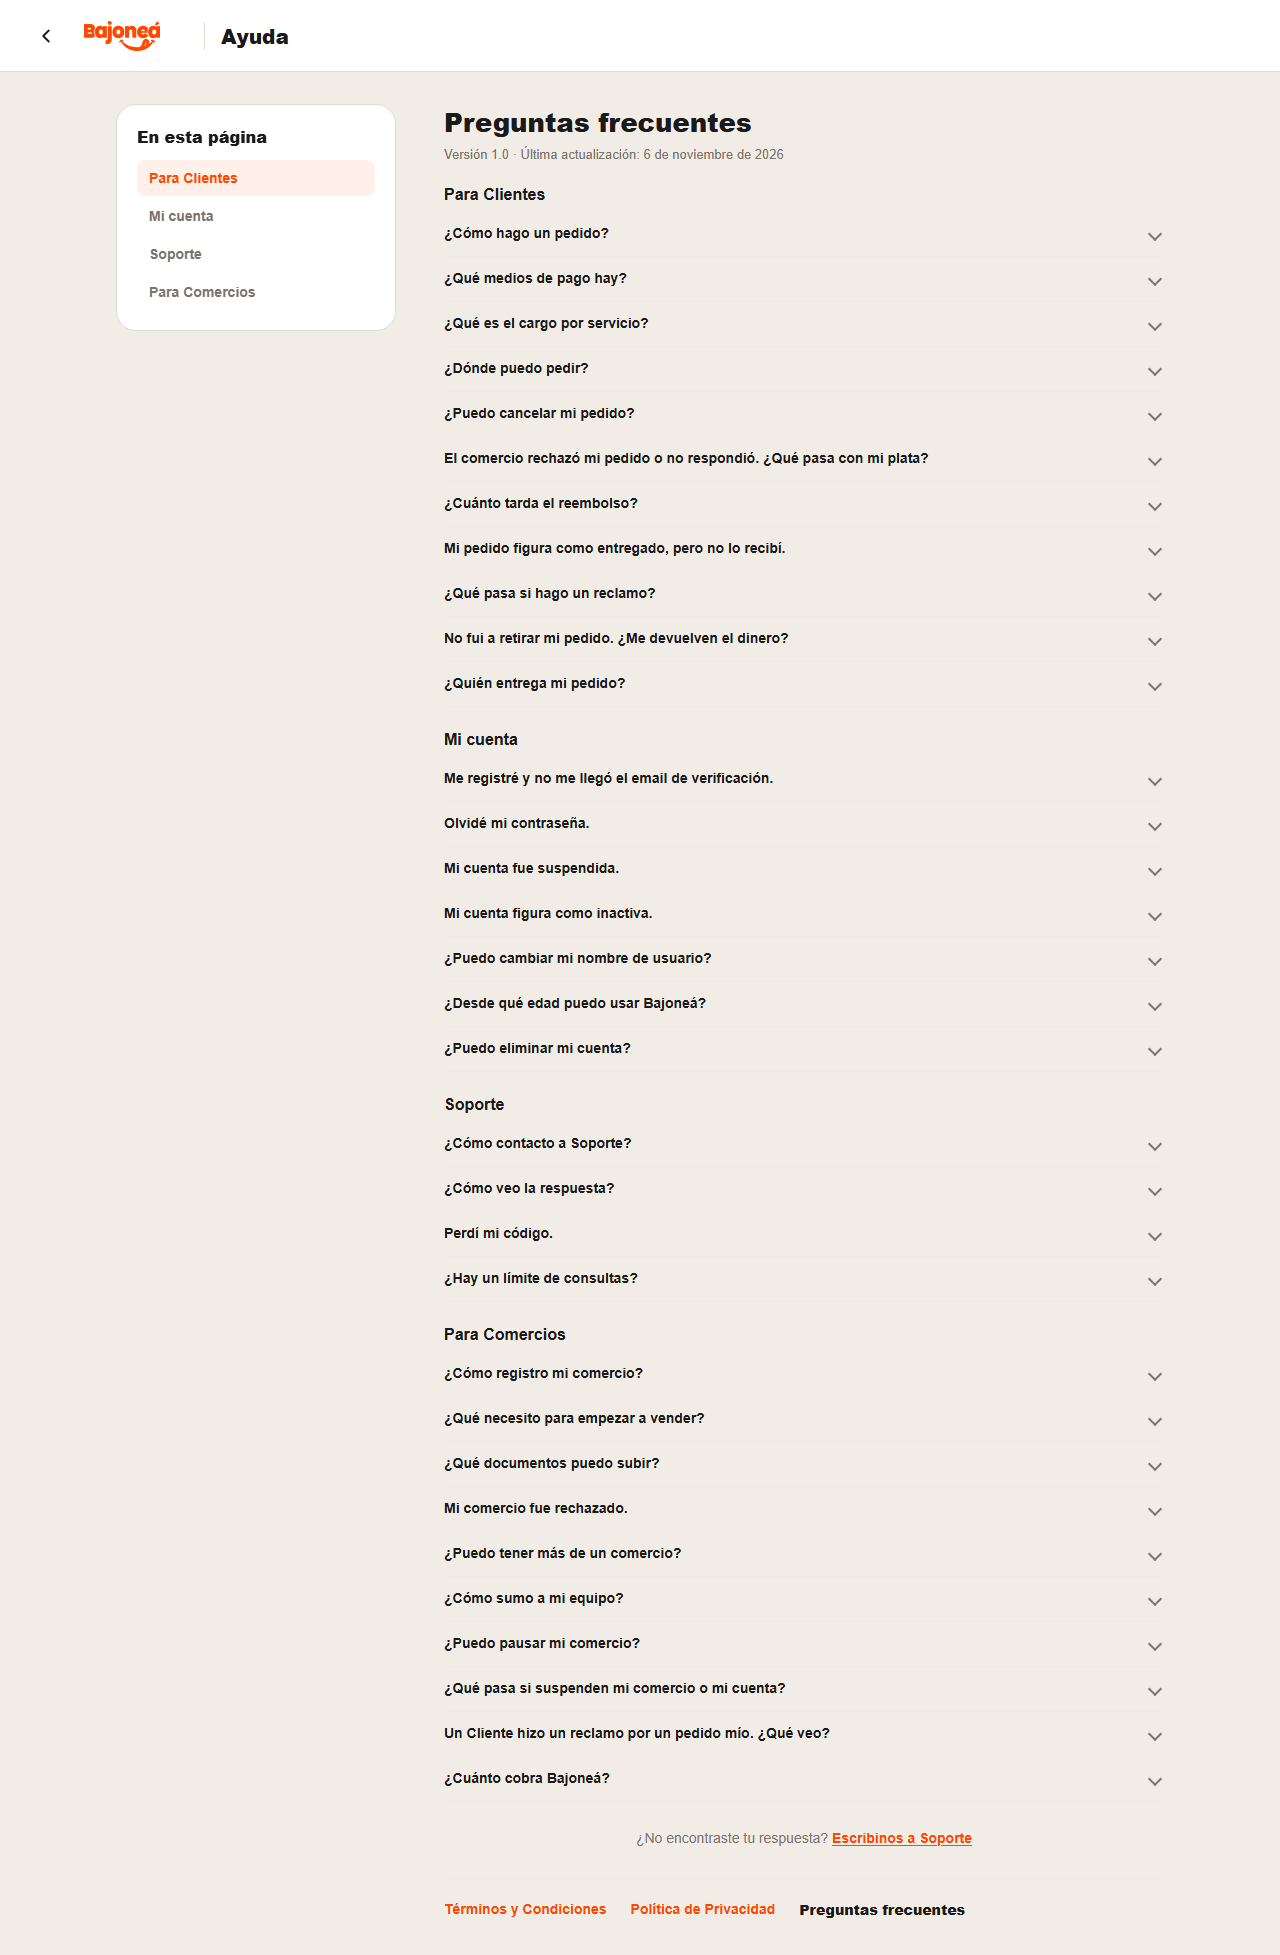 Bajoneá
Ayuda
En esta página
Para Clientes
Mi cuenta
Soporte
Para Comercios
Preguntas frecuentes
Versión 1.0 · Última actualización: 6 de noviembre de 2026
Para Clientes
¿Cómo hago un pedido?
¿Qué medios de pago hay?
¿Qué es el cargo por servicio?
¿Dónde puedo pedir?
¿Puedo cancelar mi pedido?
El comercio rechazó mi pedido o no respondió. ¿Qué pasa con mi plata?
¿Cuánto tarda el reembolso?
Mi pedido figura como entregado, pero no lo recibí.
¿Qué pasa si hago un reclamo?
No fui a retirar mi pedido. ¿Me devuelven el dinero?
¿Quién entrega mi pedido?
Mi cuenta
Me registré y no me llegó el email de verificación.
Olvidé mi contraseña.
Mi cuenta fue suspendida.
Mi cuenta figura como inactiva.
¿Puedo cambiar mi nombre de usuario?
¿Desde qué edad puedo usar Bajoneá?
¿Puedo eliminar mi cuenta?
Soporte
¿Cómo contacto a Soporte?
¿Cómo veo la respuesta?
Perdí mi código.
¿Hay un límite de consultas?
Para Comercios
¿Cómo registro mi comercio?
¿Qué necesito para empezar a vender?
¿Qué documentos puedo subir?
Mi comercio fue rechazado.
¿Puedo tener más de un comercio?
¿Cómo sumo a mi equipo?
¿Puedo pausar mi comercio?
¿Qué pasa si suspenden mi comercio o mi cuenta?
Un Cliente hizo un reclamo por un pedido mío. ¿Qué veo?
¿Cuánto cobra Bajoneá?
¿No encontraste tu respuesta? Escribinos a Soporte
Términos y Condiciones Política de Privacidad Preguntas frecuentes